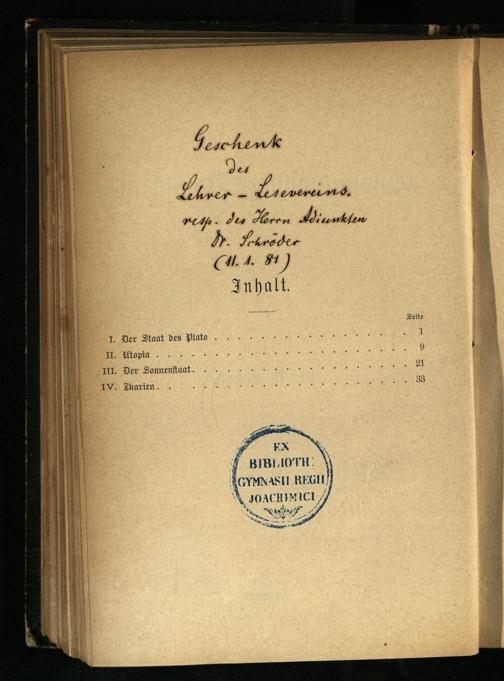 Geschenk
des
Lehrer - Lesevereins.
resp. des Herrn Adiunkten
Dr. Schröder
(11. 1. 81)
Inhalt.
Seite
I. Der Staat des Plato . . . . . . . . . . . . . . . . . . 1
II. Utopia . . . . . . . . . . . . . . . . . . . . . . . 9
III. Der Sonnenstaat. . . . . . . . . . . . . . . . . . . . 21
IV. Ikarien. . . . . . . . . . . . . . . . . . . . . . . 33
EX
BIBLIOTH:
GYMNASII REGII
JOACHIMICI